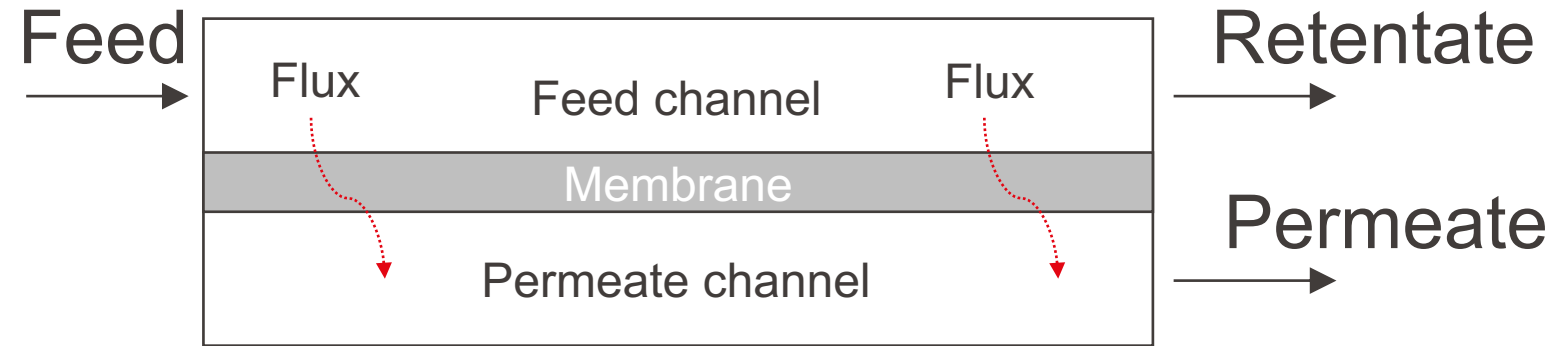 Feed
Retentate
Flux
Feed channel
Flux
Membrane
Permeate
Permeate channel